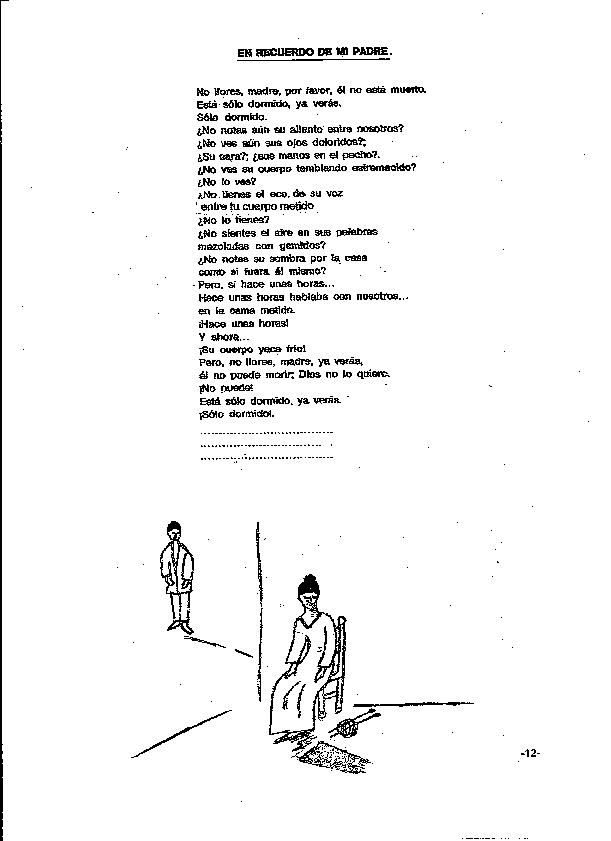 EN RECUERDO DE MI PADRE.
No llores, madre, por favor, él no está muerto.
Está sólo dormido, ya verás.
Sólo dormido.
¿No notas aún su aliento entre nosotros?
¿No ves aún sus ojos doloridos?;
¿Su cara?; ¿sus manos en el pecho?.
¿No ves su cuerpo temblando estremecido?
¿No lo ves?
¿No tienes el eco de su voz
entre tu cuerpo metido
¿No lo tienes?
¿No sientes el aire en sus palabras
mezcladas con gemidos?
¿No notas su sombra por la casa
como si fuera él mismo?
Pero, si hace unas horas...
Hace unas horas hablaba con nosotros...
en la cama metido.
¡Hace unas horas!
Y ahora...
¡Su cuerpo yace frío!
Pero, no llores, madre, ya verás,
él no puede morir; Dios no lo quiere.
¡No puede!
Está sólo dormido, ya verás.
¡Sólo dormido!.
................................
................................
................................
-12-